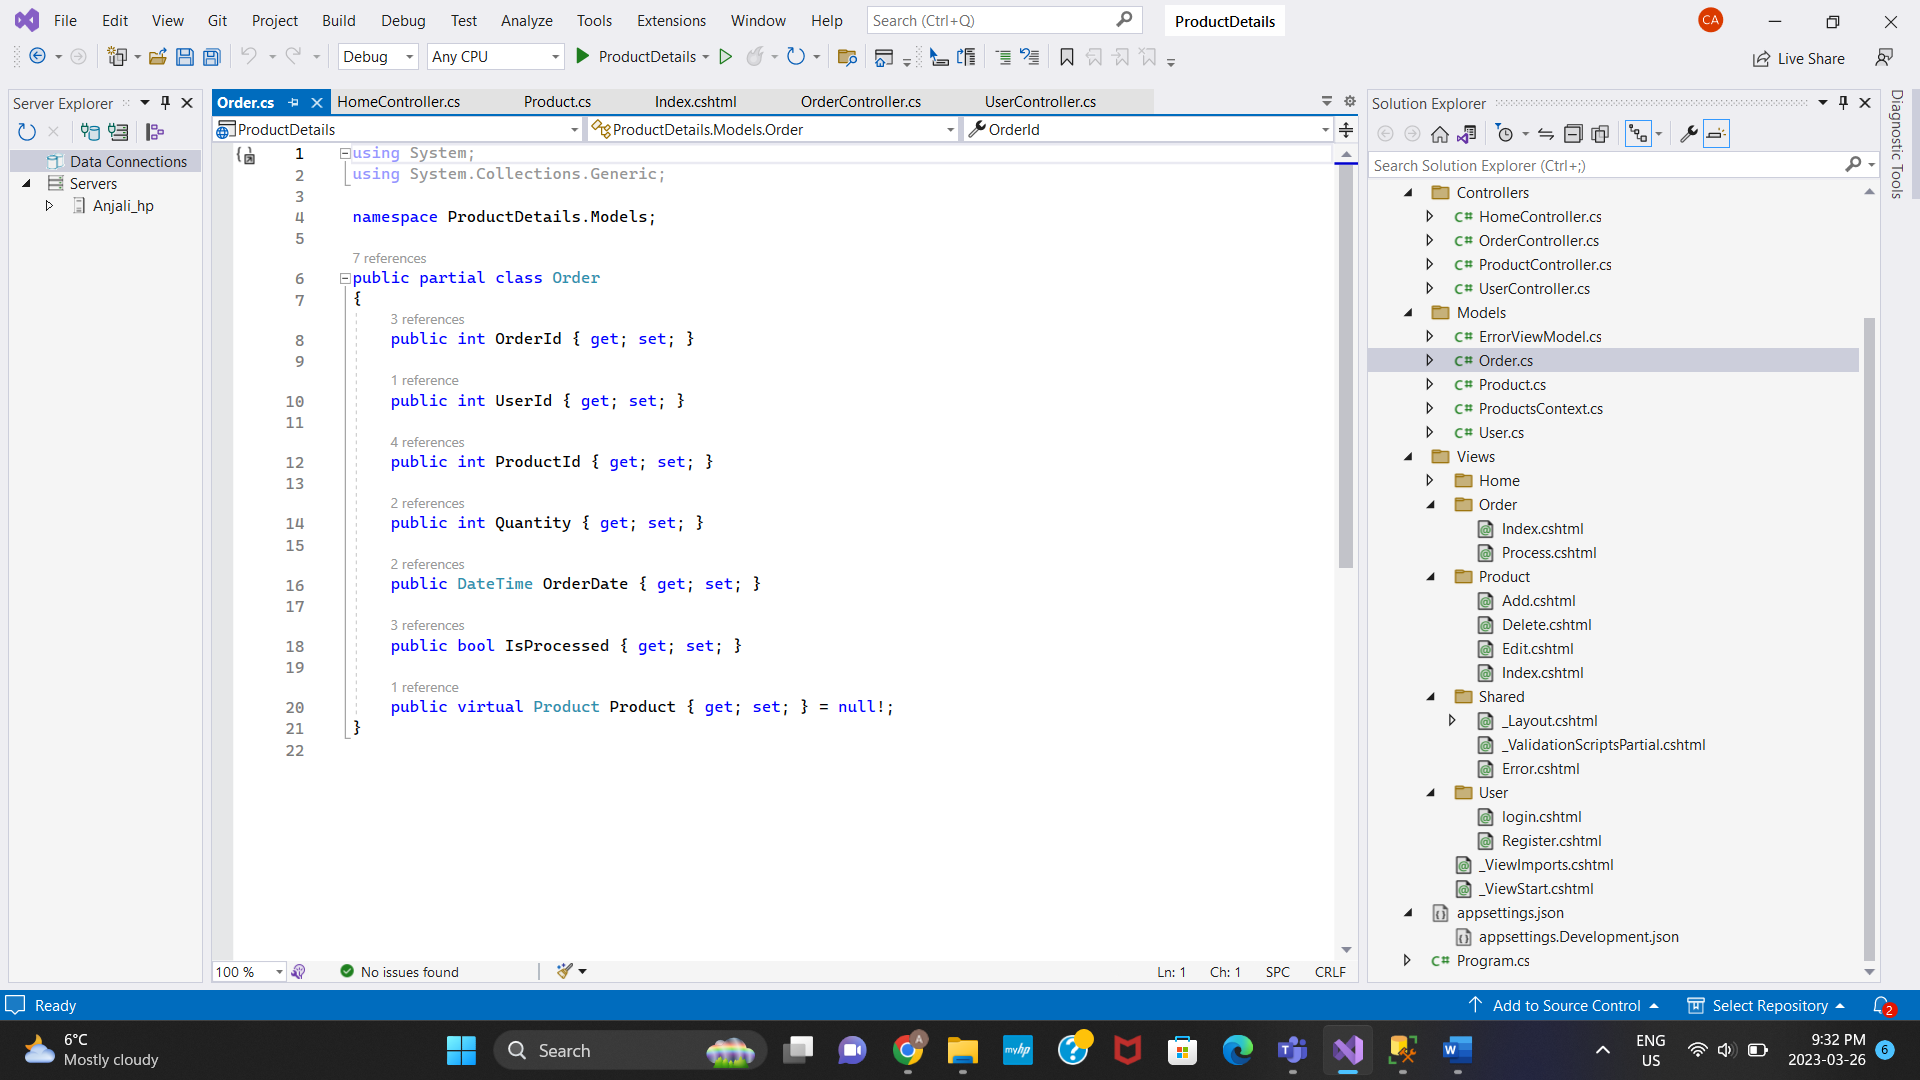 File Edit View Git Project Build Debug Test Analyze Tools Extensions Window Help Search (Ctrl+Q) ProductDetails CA
Debug Any CPU ProductDetails Live Share
Server Explorer
Data Connections
Servers
Anjali_hp
Order.cs HomeController.cs Product.cs Index.cshtml OrderController.cs UserController.cs
ProductDetails ProductDetails.Models.Order OrderId
1 using System;
2 using System.Collections.Generic;
3
4 namespace ProductDetails.Models;
5
7 references
6 public partial class Order
7 {
3 references
8 public int OrderId { get; set; }
9
1 reference
10 public int UserId { get; set; }
11
4 references
12 public int ProductId { get; set; }
13
2 references
14 public int Quantity { get; set; }
15
2 references
16 public DateTime OrderDate { get; set; }
17
3 references
18 public bool IsProcessed { get; set; }
19
1 reference
20 public virtual Product Product { get; set; } = null!;
21 }
22
100 % No issues found Ln: 1 Ch: 1 SPC CRLF
Solution Explorer
Search Solution Explorer (Ctrl+;)
Controllers
C# HomeController.cs
C# OrderController.cs
C# ProductController.cs
C# UserController.cs
Models
C# ErrorViewModel.cs
C# Order.cs
C# Product.cs
C# ProductsContext.cs
C# User.cs
Views
Home
Order
Index.cshtml
Process.cshtml
Product
Add.cshtml
Delete.cshtml
Edit.cshtml
Index.cshtml
Shared
_Layout.cshtml
_ValidationScriptsPartial.cshtml
Error.cshtml
User
login.cshtml
Register.cshtml
_ViewImports.cshtml
_ViewStart.cshtml
appsettings.json
appsettings.Development.json
C# Program.cs
Diagnostic Tools
Ready Add to Source Control Select Repository 2
6°C
Mostly cloudy
Search
myhp
A
W
ENG
US
9:32 PM
2023-03-26
6